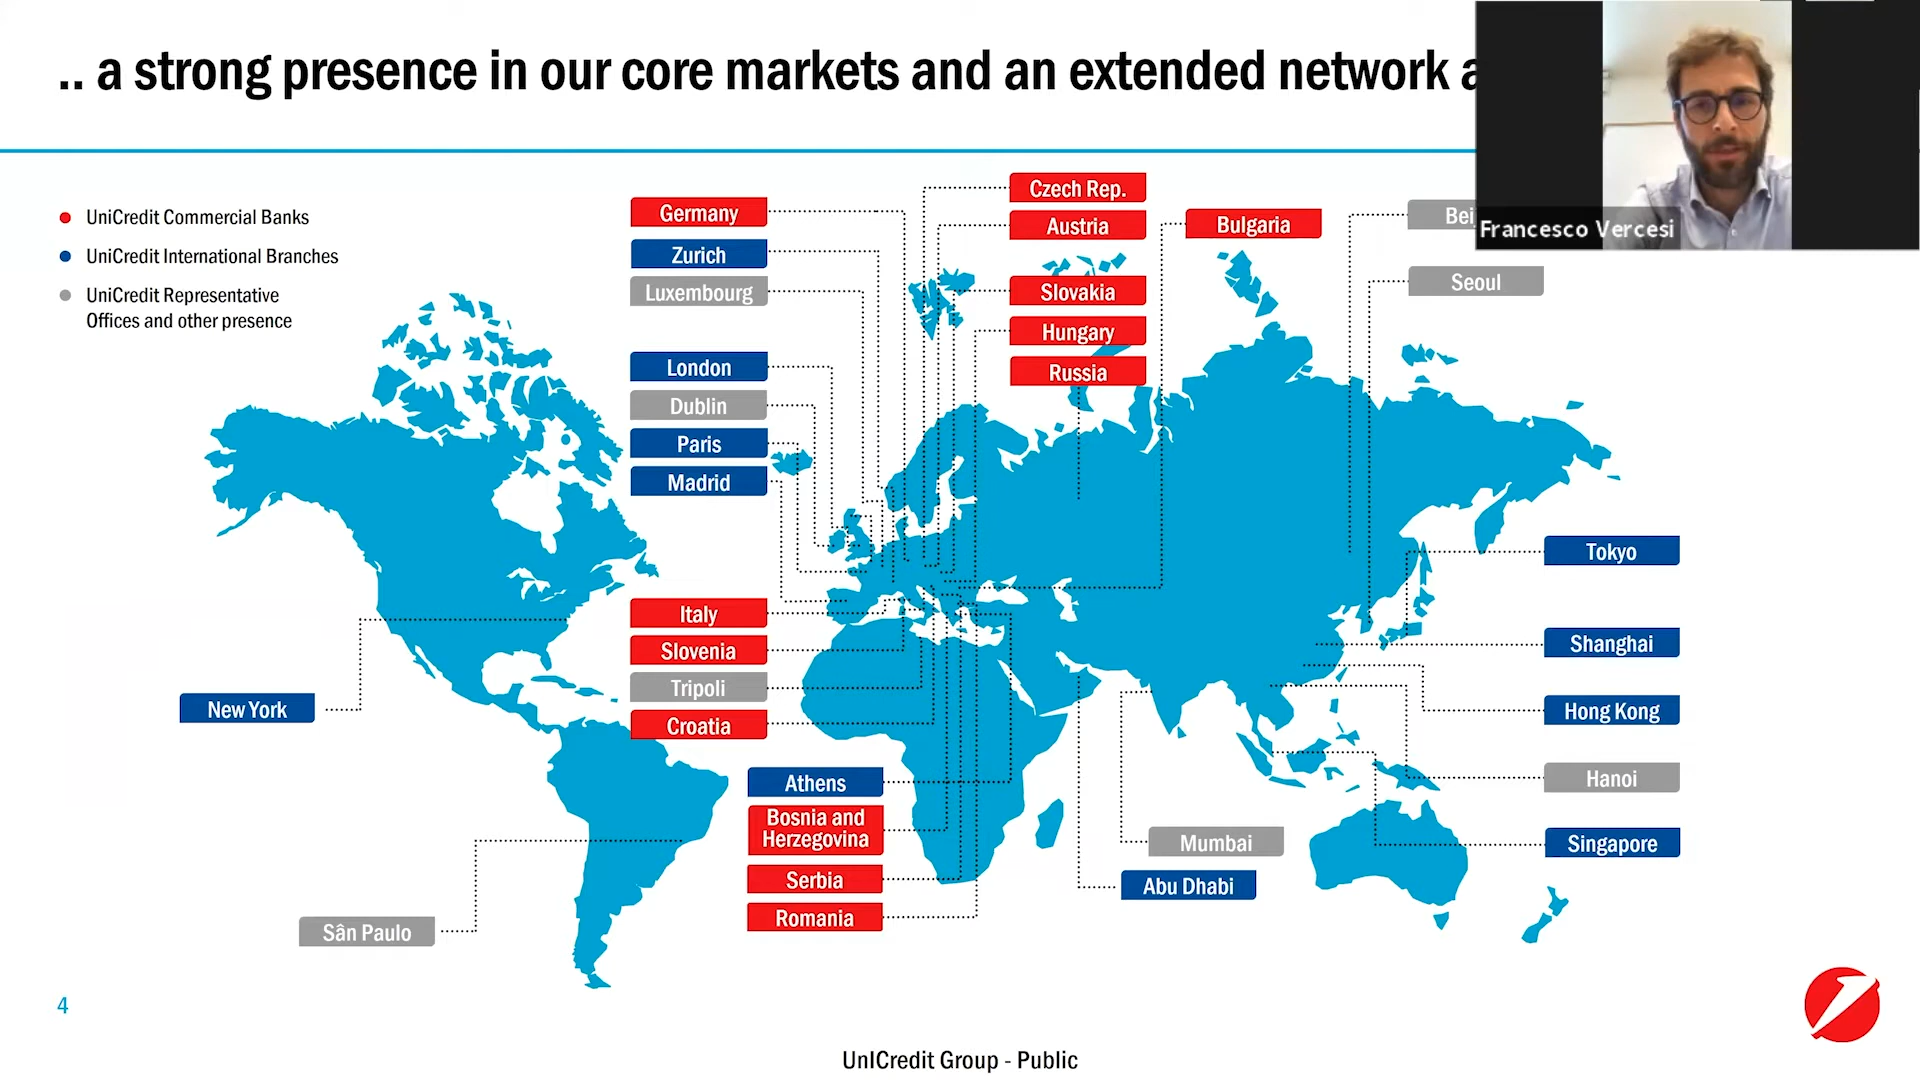 .. a strong presence in our core markets and an extended network a
Francesco Vercesi
UniCredit Commercial Banks
UniCredit International Branches
UniCredit Representative
Offices and other presence
Germany
Zurich
Luxembourg
London
Dublin
Paris
Madrid
Czech Rep.
Austria
Slovakia
Hungary
Russia
Bulgaria
Bei
Seoul
Italy
Slovenia
Tripoli
Croatia
New York
Athens
Bosnia and
Herzegovina
Serbia
Romania
Sân Paulo
Mumbai
Abu Dhabi
Tokyo
Shanghai
Hong Kong
Hanoi
Singapore
4
UnICredit Group - Public